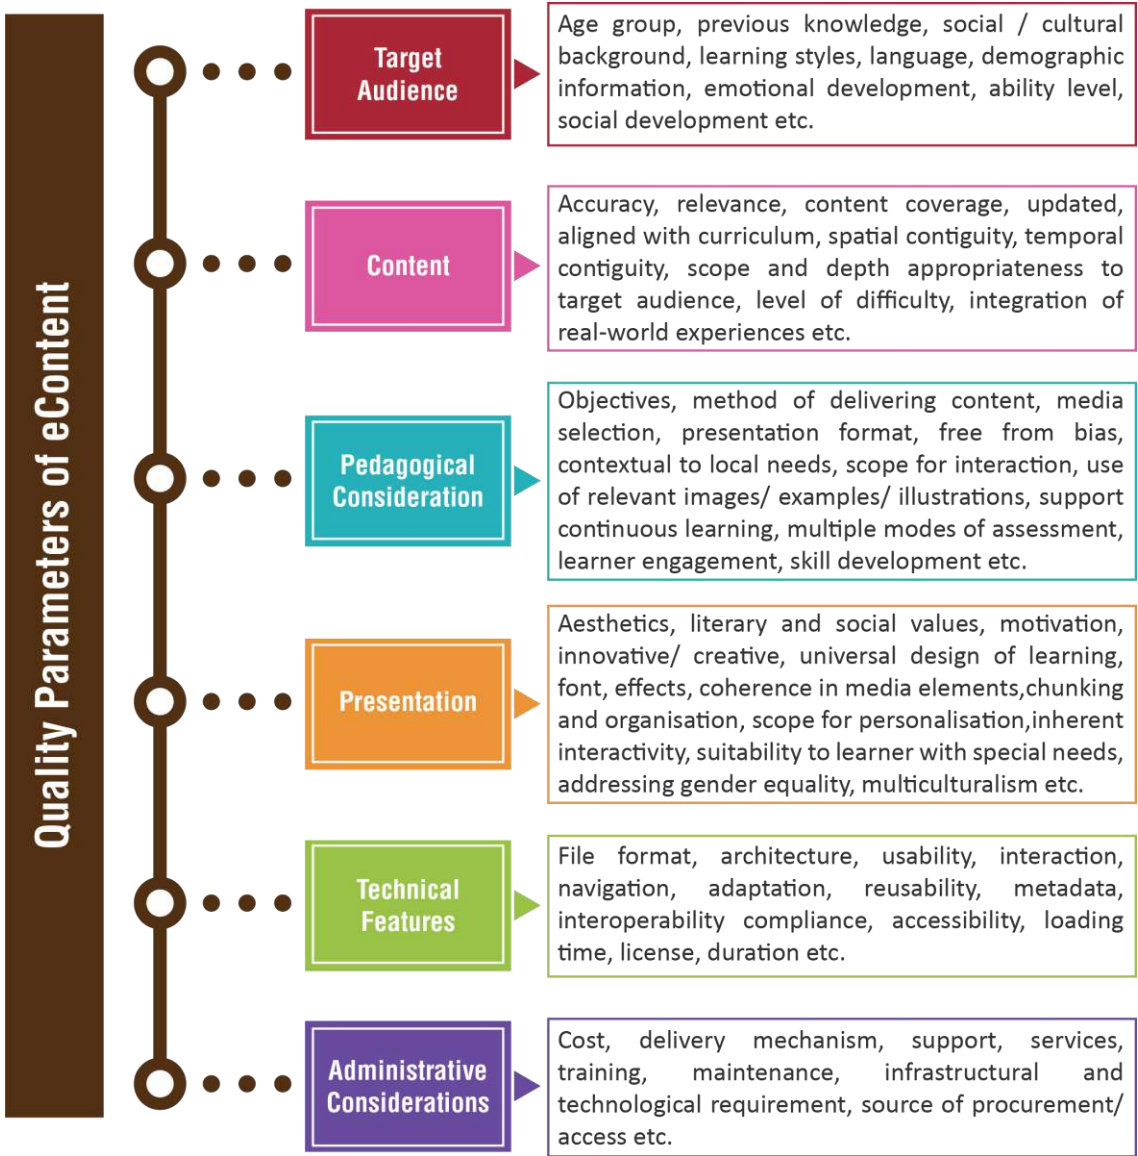 Quality Parameters of eContent
Target
Audience
Age group, previous knowledge, social / cultural
background, learning styles, language, demographic
information, emotional development, ability level,
social development etc.
Content
Accuracy, relevance, content coverage, updated,
aligned with curriculum, spatial contiguity, temporal
contiguity, scope and depth appropriateness to
target audience, level of difficulty, integration of
real-world experiences etc.
Pedagogical
Consideration
Objectives, method of delivering content, media
selection, presentation format, free from bias,
contextual to local needs, scope for interaction, use
of relevant images/ examples/ illustrations, support
continuous learning, multiple modes of assessment,
learner engagement, skill development etc.
Presentation
Aesthetics, literary and social values, motivation,
innovative/ creative, universal design of learning,
font, effects, coherence in media elements,chunking
and organisation, scope for personalisation,inherent
interactivity, suitability to learner with special needs,
addressing gender equality, multiculturalism etc.
Technical
Features
File format, architecture, usability, interaction,
navigation, adaptation, reusability, metadata,
interoperability compliance, accessibility, loading
time, license, duration etc.
Administrative
Considerations
Cost, delivery mechanism, support, services,
training, maintenance, infrastructural and
technological requirement, source of procurement/
access etc.